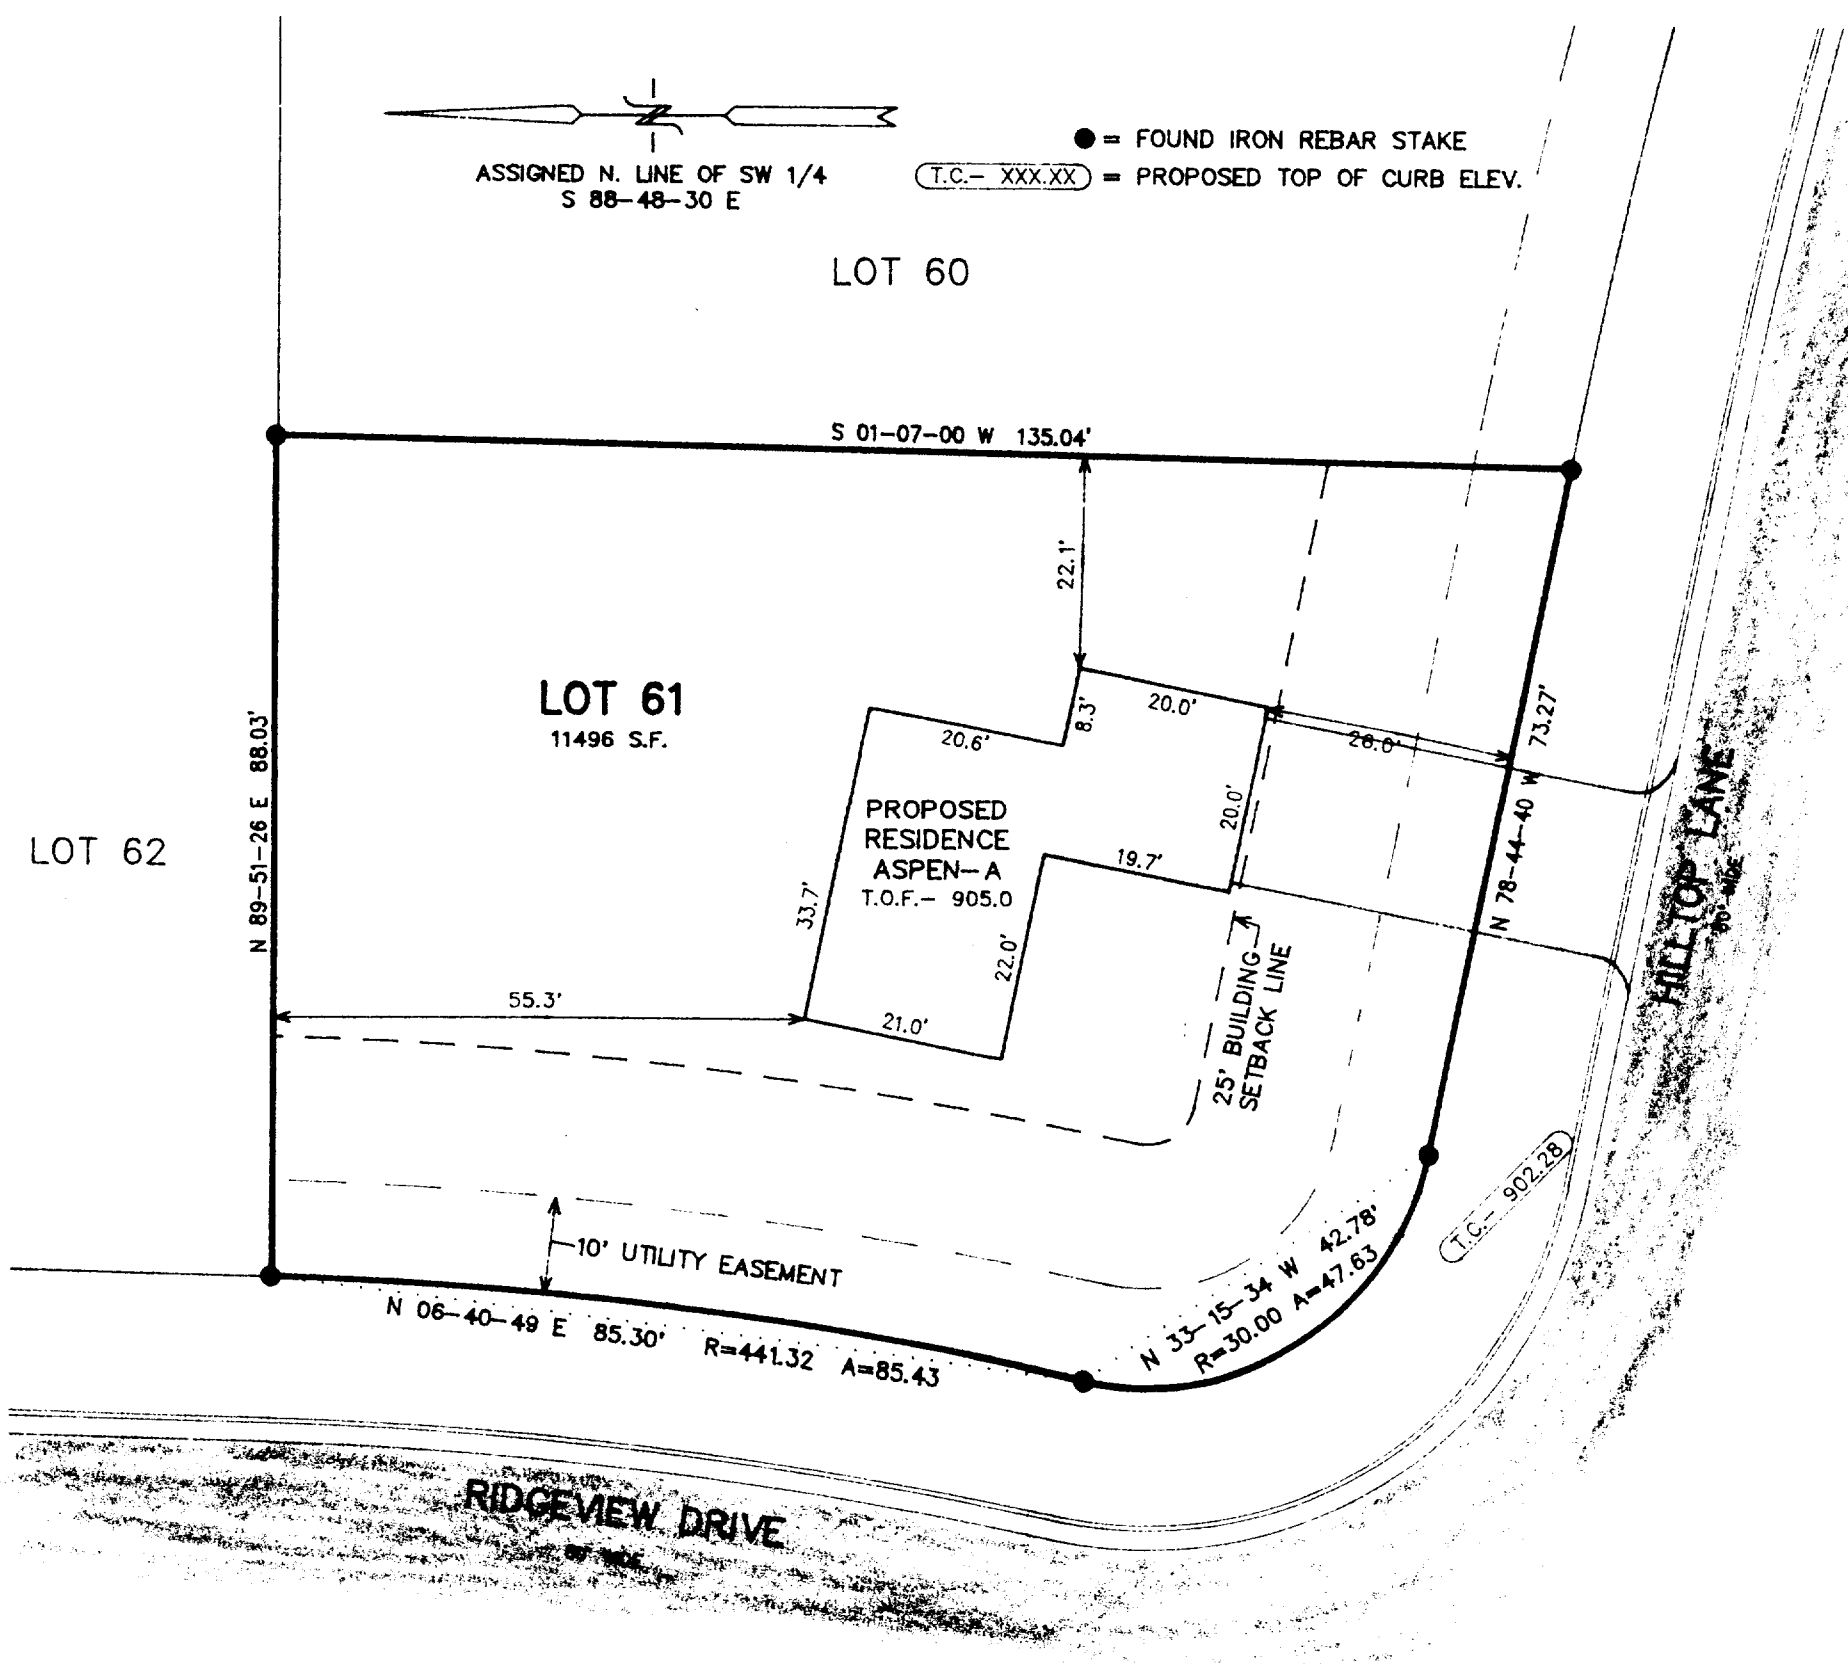 ASSIGNED N. LINE OF SW 1/4
S 88-48-30 E
● = FOUND IRON REBAR STAKE
T.C.- XXX.XX = PROPOSED TOP OF CURB ELEV.
LOT 60
S 01-07-00 W 135.04'
22.1'
LOT 61
11496 S.F.
20.6'
8.3'
20.0'
28.0'
73.27'
N 78-44-40 W
N 89-51-26 E 88.03'
LOT 62
PROPOSED
RESIDENCE
ASPEN-A
T.O.F.- 905.0
33.7'
20.0'
19.7'
22.0'
21.0'
55.3'
25' BUILDING
SETBACK LINE
HILLTOP LANE
10' UTILITY EASEMENT
N 06-40-49 E 85.30' R=441.32 A=85.43
N 33-15-34 W 42.78'
R=30.00 A=47.63
T.C.- 902.28
RIDGEVIEW DRIVE